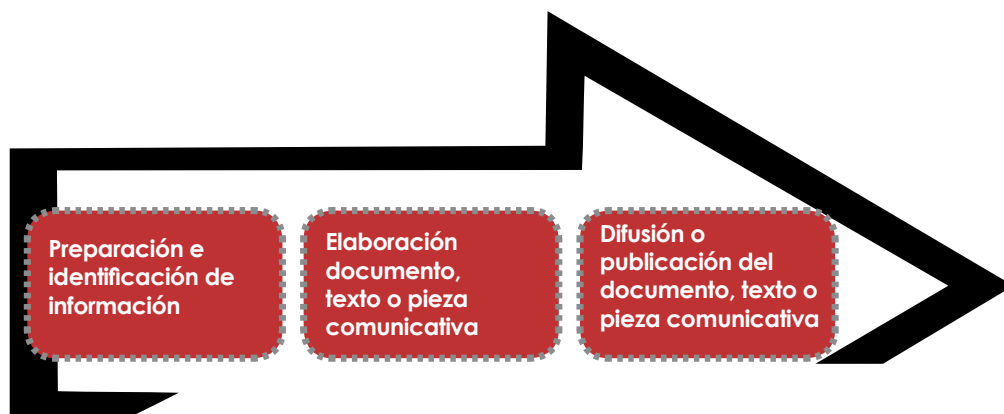 Preparación e
identificación de
información
Elaboración
documento,
texto o pieza
comunicativa
Difusión o
publicación del
documento, texto o
pieza comunicativa